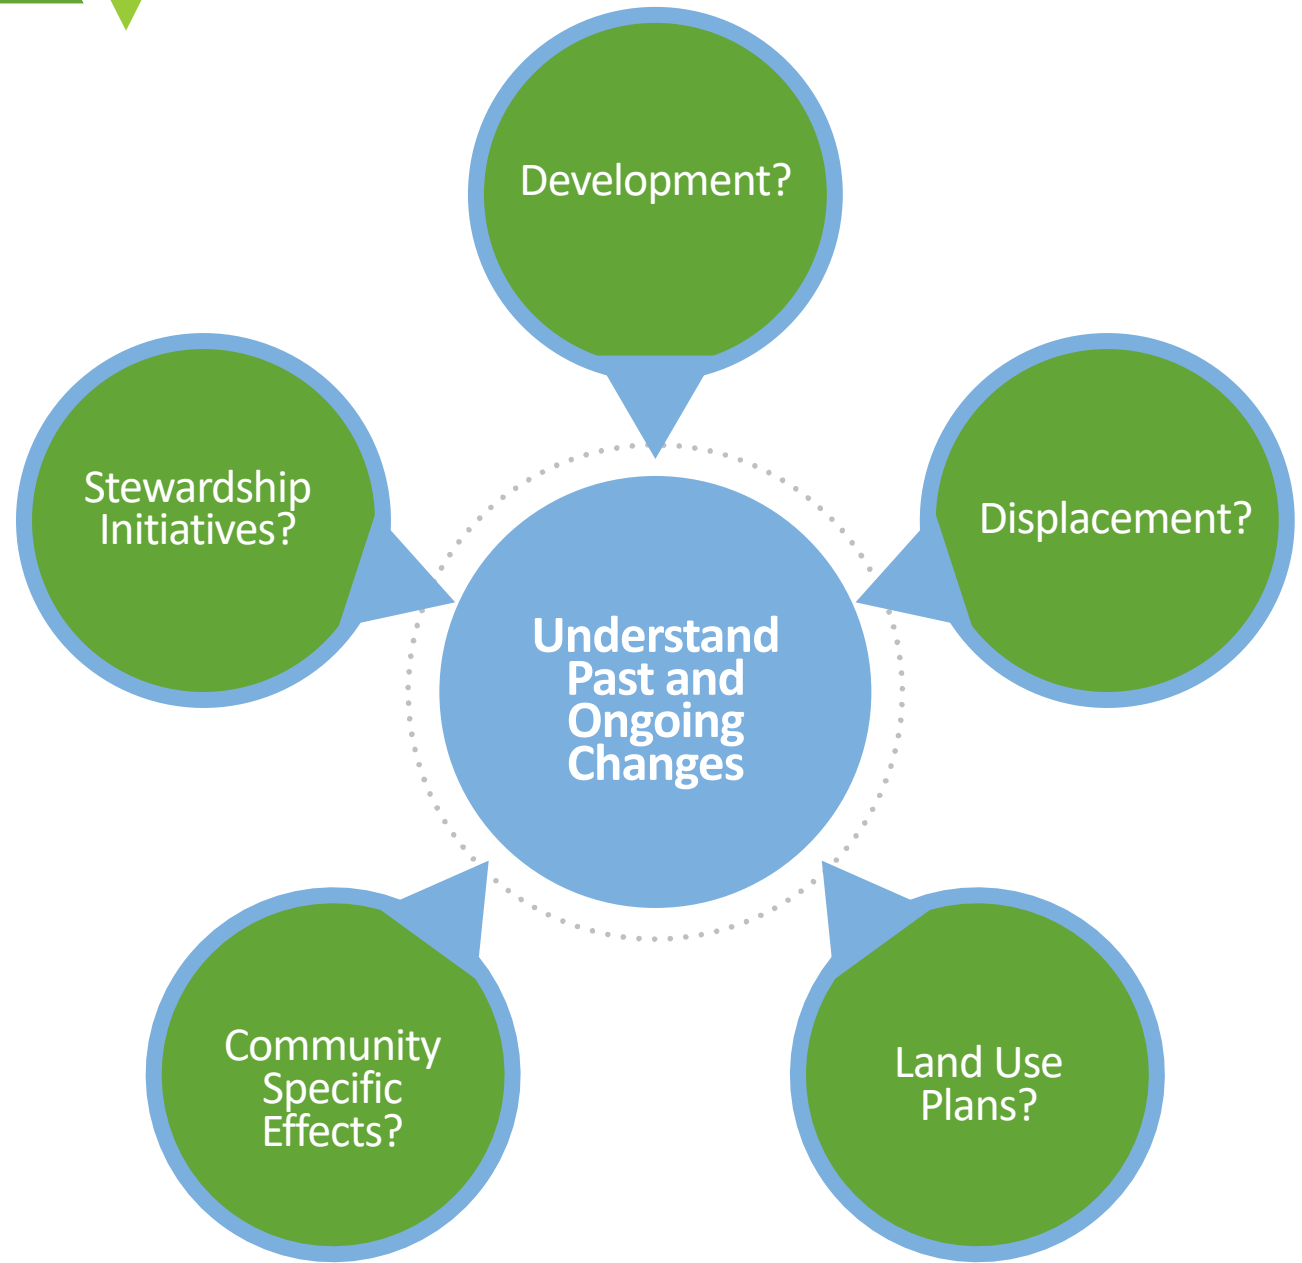 Development?
Displacement?
Stewardship
Initiatives?
Understand
Past and
Ongoing
Changes
Community
Specific
Effects?
Land Use
Plans?